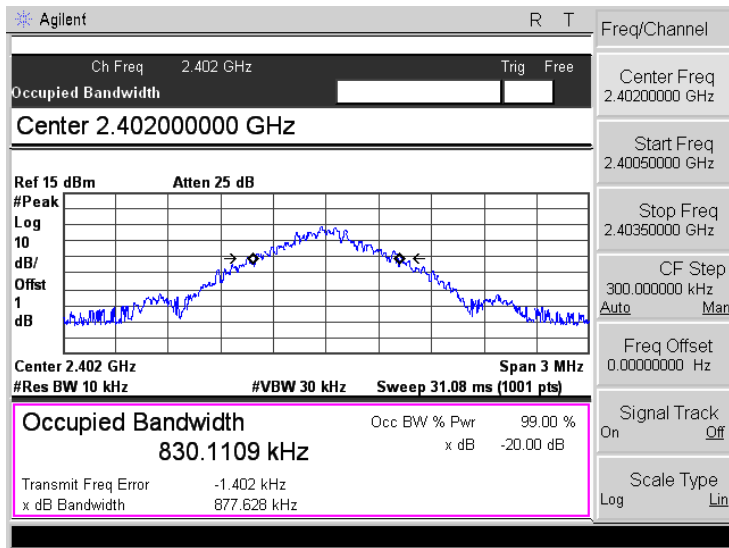 Agilent R T
Ch Freq 2.402 GHz Trig Free
Occupied Bandwidth
Center 2.402000000 GHz
Ref 15 dBm Atten 25 dB
#Peak
Log
10
dB/
Offst
1
dB
Center 2.402 GHz Span 3 MHz
#Res BW 10 kHz #VBW 30 kHz Sweep 31.08 ms (1001 pts)
Occupied Bandwidth Occ BW % Pwr 99.00 %
830.1109 kHz x dB -20.00 dB
Transmit Freq Error -1.402 kHz
x dB Bandwidth 877.628 kHz
Freq/Channel
Center Freq
2.40200000 GHz
Start Freq
2.40050000 GHz
Stop Freq
2.40350000 GHz
CF Step
300.000000 kHz
Auto Man
Freq Offset
0.00000000 Hz
Signal Track
On Off
Scale Type
Log Lin